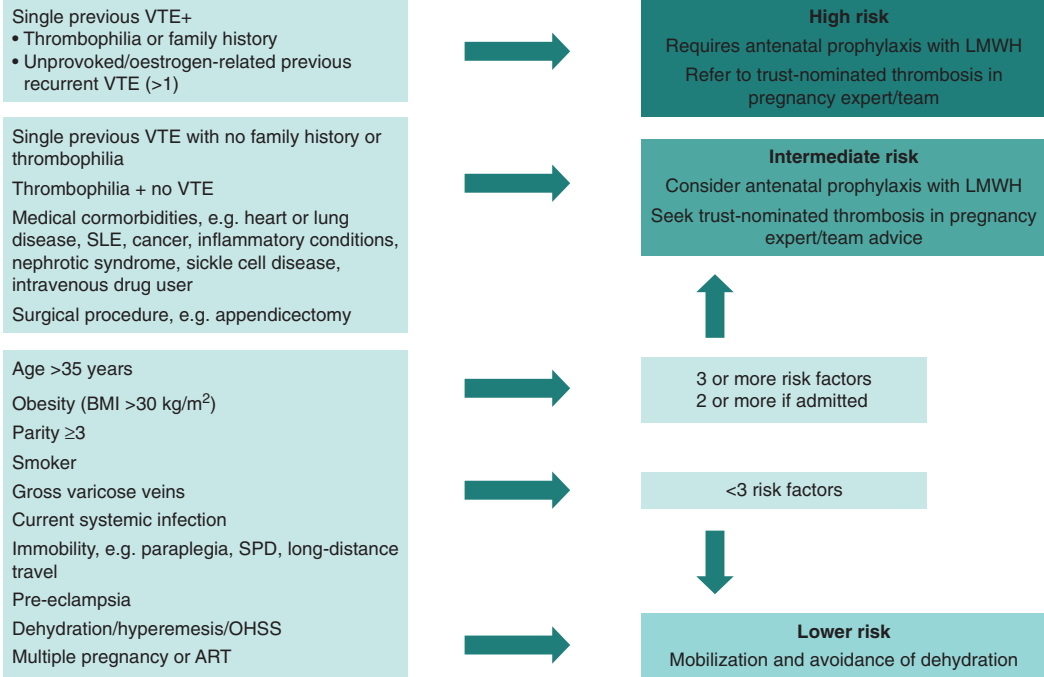 Single previous VTE+
• Thrombophilia or family history
• Unprovoked/oestrogen-related previous
recurrent VTE (>1)
High risk
Requires antenatal prophylaxis with LMWH
Refer to trust-nominated thrombosis in
pregnancy expert/team
Single previous VTE with no family history or
thrombophilia
Thrombophilia + no VTE
Medical cormorbidities, e.g. heart or lung
disease, SLE, cancer, inflammatory conditions,
nephrotic syndrome, sickle cell disease,
intravenous drug user
Surgical procedure, e.g. appendicectomy
Intermediate risk
Consider antenatal prophylaxis with LMWH
Seek trust-nominated thrombosis in pregnancy
expert/team advice
Age >35 years
Obesity (BMI >30 kg/m²)
Parity ≥3
Smoker
Gross varicose veins
Current systemic infection
Immobility, e.g. paraplegia, SPD, long-distance
travel
Pre-eclampsia
Dehydration/hyperemesis/OHSS
Multiple pregnancy or ART
3 or more risk factors
2 or more if admitted
<3 risk factors
Lower risk
Mobilization and avoidance of dehydration